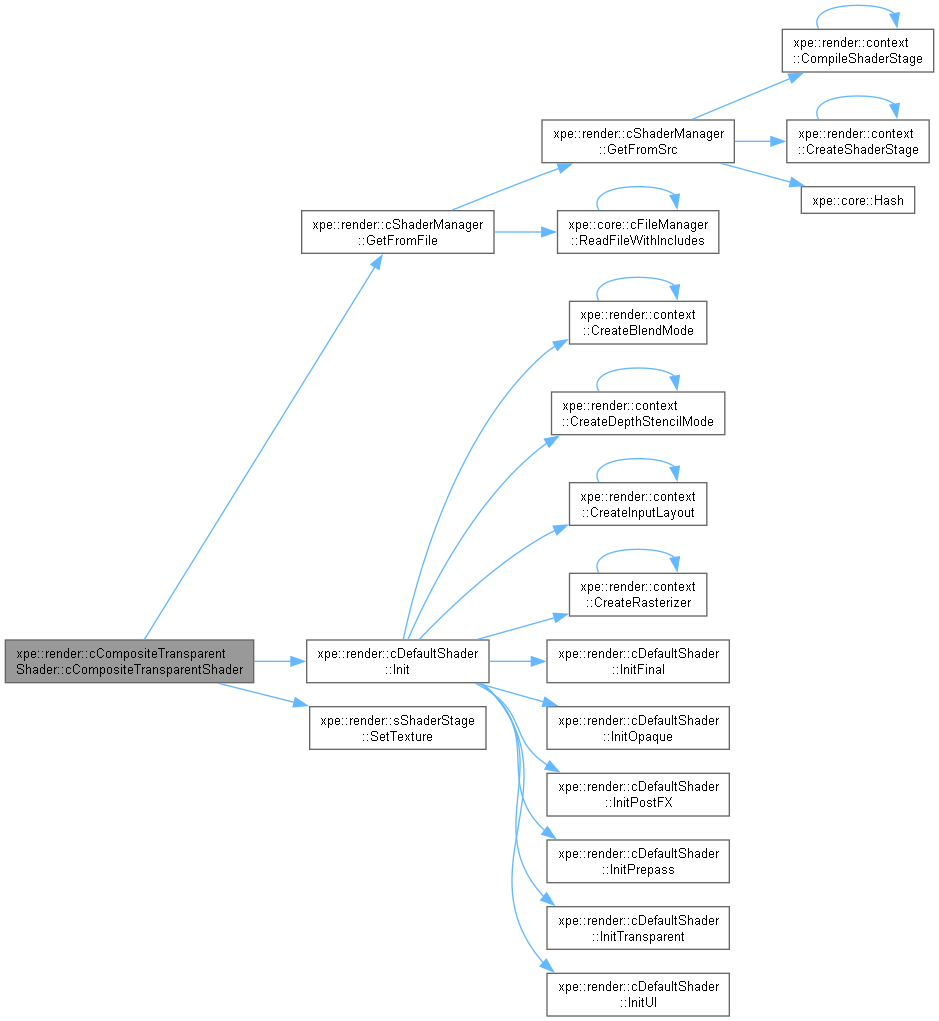 xpe::render::context
::CompileShaderStage
xpe::render::cShaderManager
::GetFromSrc
xpe::render::context
::CreateShaderStage
xpe::core::Hash
xpe::render::cShaderManager
::GetFromFile
xpe::core::cFileManager
::ReadFileWithIncludes
xpe::render::context
::CreateBlendMode
xpe::render::context
::CreateDepthStencilMode
xpe::render::context
::CreateInputLayout
xpe::render::context
::CreateRasterizer
xpe::render::cCompositeTransparent
Shader::cCompositeTransparentShader
xpe::render::cDefaultShader
::Init
xpe::render::cDefaultShader
::InitFinal
xpe::render::sShaderStage
::SetTexture
xpe::render::cDefaultShader
::InitOpaque
xpe::render::cDefaultShader
::InitPostFX
xpe::render::cDefaultShader
::InitPrepass
xpe::render::cDefaultShader
::InitTransparent
xpe::render::cDefaultShader
::InitUI